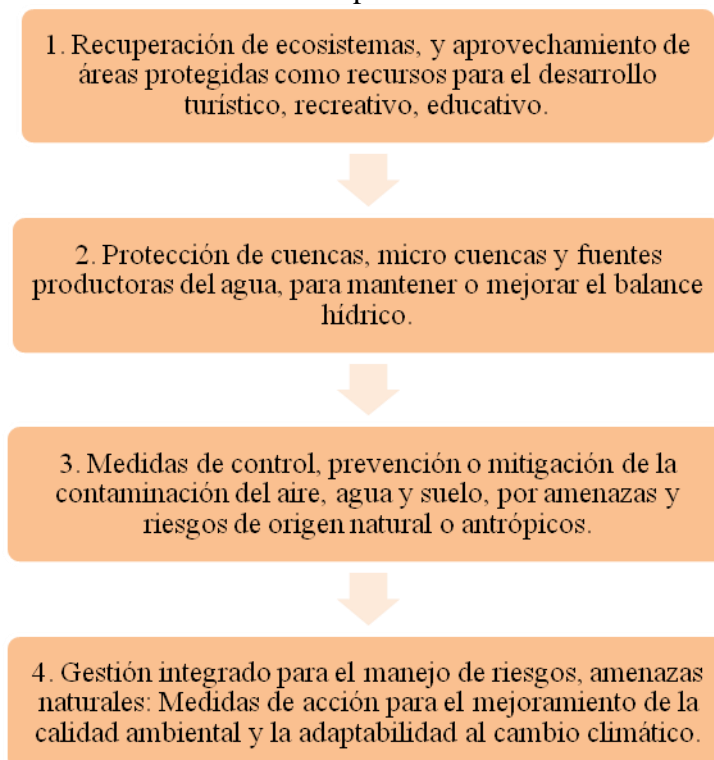 1. Recuperación de ecosistemas, y aprovechamiento de
áreas protegidas como recursos para el desarrollo
turístico, recreativo, educativo.
2. Protección de cuencas, micro cuencas y fuentes
productoras del agua, para mantener o mejorar el balance
hídrico.
3. Medidas de control, prevención o mitigación de la
contaminación del aire, agua y suelo, por amenazas y
riesgos de origen natural o antrópicos.
4. Gestión integrado para el manejo de riesgos, amenazas
naturales: Medidas de acción para el mejoramiento de la
calidad ambiental y la adaptabilidad al cambio climático.